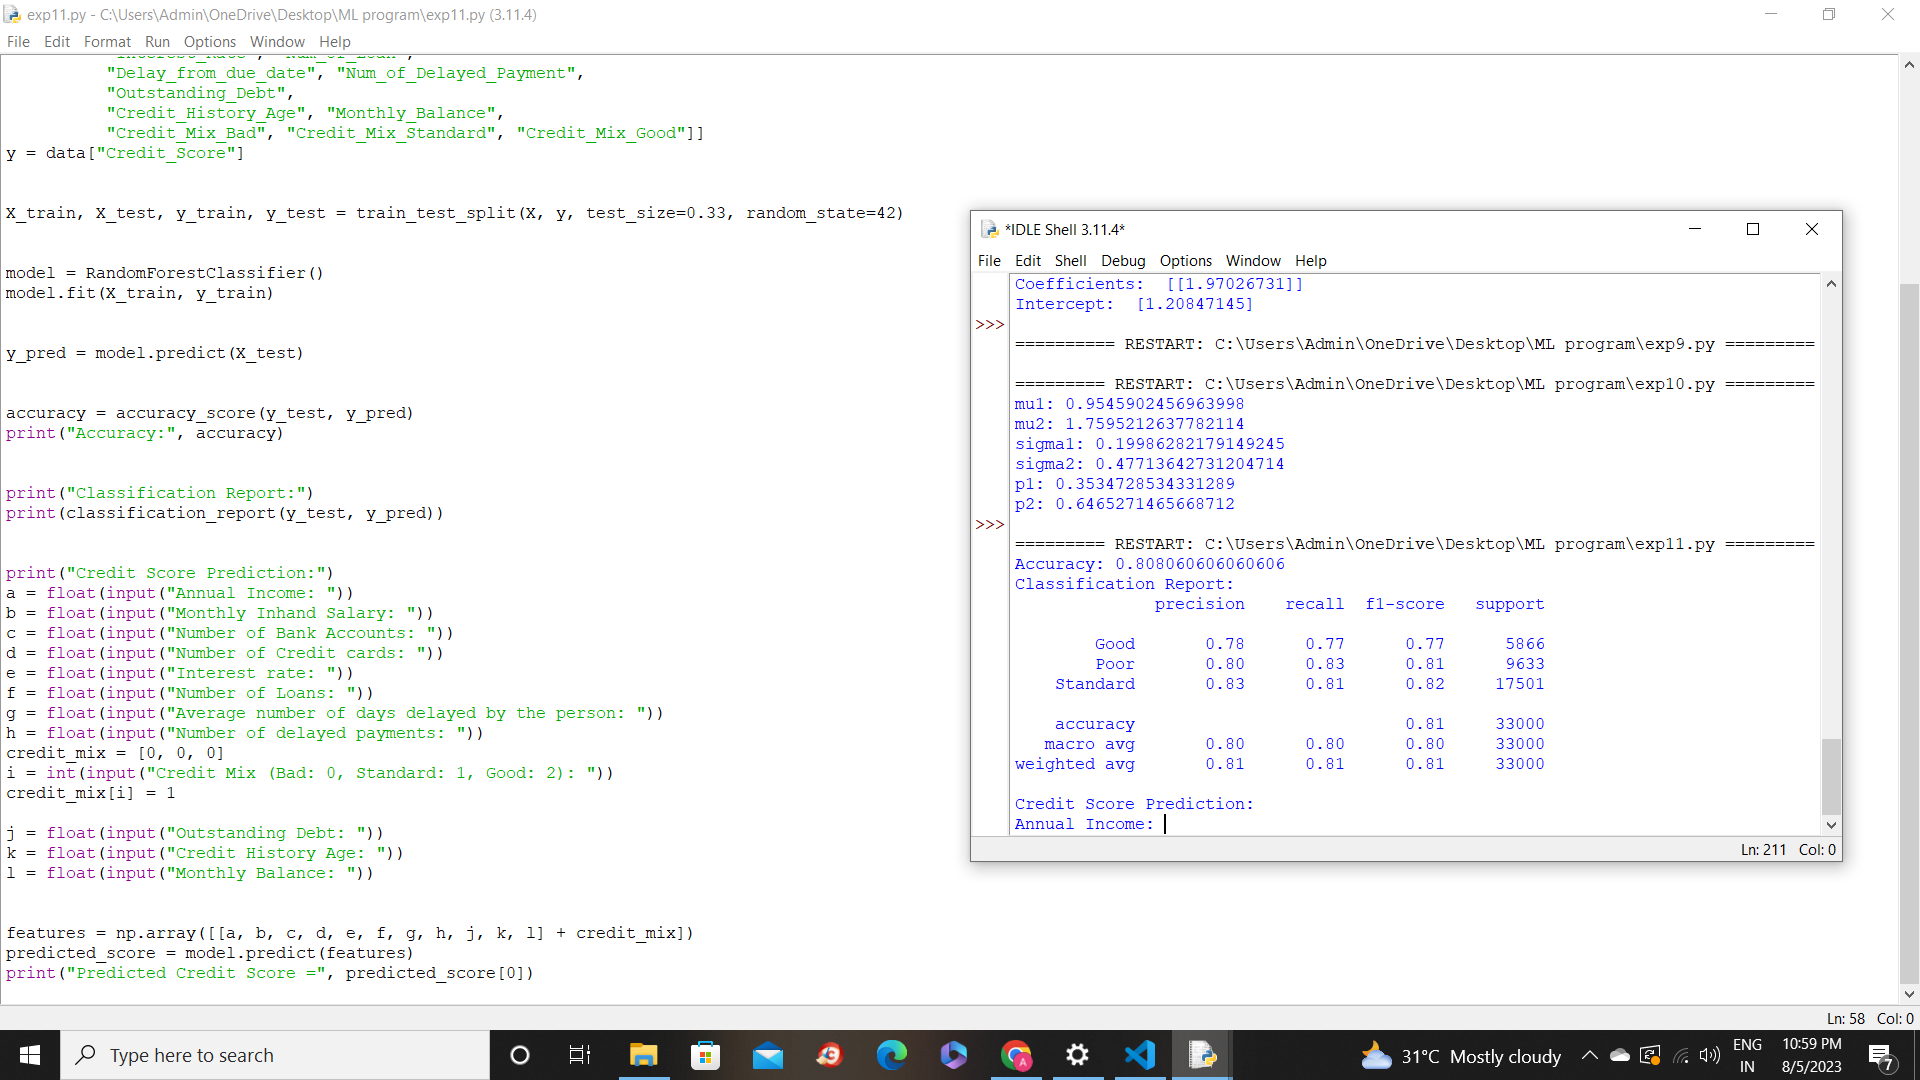 exp11.py - C:\Users\Admin\OneDrive\Desktop\ML program\exp11.py (3.11.4)
File Edit Format Run Options Window Help
"Interest_Rate", "Num_of_Loan",
"Delay_from_due_date", "Num_of_Delayed_Payment",
"Outstanding_Debt",
"Credit_History_Age", "Monthly_Balance",
"Credit_Mix_Bad", "Credit_Mix_Standard", "Credit_Mix_Good"]]
y = data["Credit_Score"]
X_train, X_test, y_train, y_test = train_test_split(X, y, test_size=0.33, random_state=42)
model = RandomForestClassifier()
model.fit(X_train, y_train)
y_pred = model.predict(X_test)
accuracy = accuracy_score(y_test, y_pred)
print("Accuracy:", accuracy)
print("Classification Report:")
print(classification_report(y_test, y_pred))
print("Credit Score Prediction:")
a = float(input("Annual Income: "))
b = float(input("Monthly Inhand Salary: "))
c = float(input("Number of Bank Accounts: "))
d = float(input("Number of Credit cards: "))
e = float(input("Interest rate: "))
f = float(input("Number of Loans: "))
g = float(input("Average number of days delayed by the person: "))
h = float(input("Number of delayed payments: "))
credit_mix = [0, 0, 0]
i = int(input("Credit Mix (Bad: 0, Standard: 1, Good: 2): "))
credit_mix[i] = 1
j = float(input("Outstanding Debt: "))
k = float(input("Credit History Age: "))
l = float(input("Monthly Balance: "))
features = np.array([[a, b, c, d, e, f, g, h, j, k, l] + credit_mix])
predicted_score = model.predict(features)
print("Predicted Credit Score =", predicted_score[0])
Ln: 58 Col: 0
*IDLE Shell 3.11.4*
File Edit Shell Debug Options Window Help
Coefficients:  [[1.97026731]]
Intercept:  [1.20847145]
>>>
========== RESTART: C:\Users\Admin\OneDrive\Desktop\ML program\exp9.py =========
========= RESTART: C:\Users\Admin\OneDrive\Desktop\ML program\exp10.py =========
mu1: 0.9545902456963998
mu2: 1.7595212637782114
sigma1: 0.19986282179149245
sigma2: 0.47713642731204714
p1: 0.3534728534331289
p2: 0.6465271465668712
>>>
========= RESTART: C:\Users\Admin\OneDrive\Desktop\ML program\exp11.py =========
Accuracy: 0.808060606060606
Classification Report:
precision recall f1-score support
Good 0.78 0.77 0.77 5866
Poor 0.80 0.83 0.81 9633
Standard 0.83 0.81 0.82 17501
accuracy 0.81 33000
macro avg 0.80 0.80 0.80 33000
weighted avg 0.81 0.81 0.81 33000
Credit Score Prediction:
Annual Income:
Ln: 211 Col: 0
Type here to search
31°C Mostly cloudy
ENG
IN
10:59 PM
8/5/2023
7